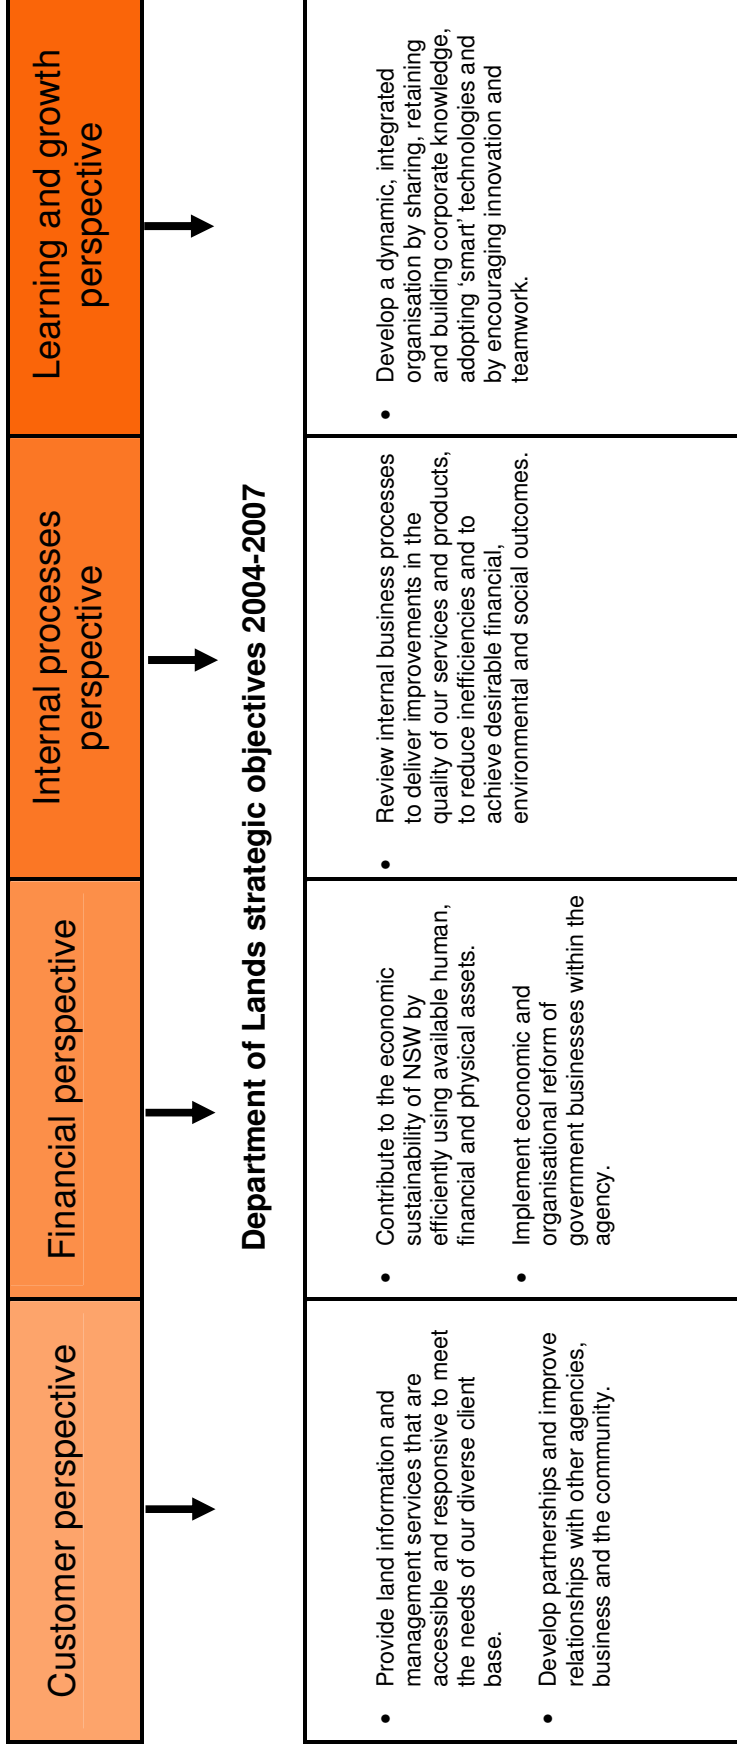 Customer perspective
Financial perspective
Internal processes
perspective
Learning and growth
perspective
Department of Lands strategic objectives 2004-2007
• Provide land information and
management services that are
accessible and responsive to meet
the needs of our diverse client
base.
• Develop partnerships and improve
relationships with other agencies,
business and the community.
• Contribute to the economic
sustainability of NSW by
efficiently using available human,
financial and physical assets.
• Implement economic and
organisational reform of
government businesses within the
agency.
• Review internal business processes
to deliver improvements in the
quality of our services and products,
to reduce inefficiencies and to
achieve desirable financial,
environmental and social outcomes.
• Develop a dynamic, integrated
organisation by sharing, retaining
and building corporate knowledge,
adopting ‘smart’ technologies and
by encouraging innovation and
teamwork.